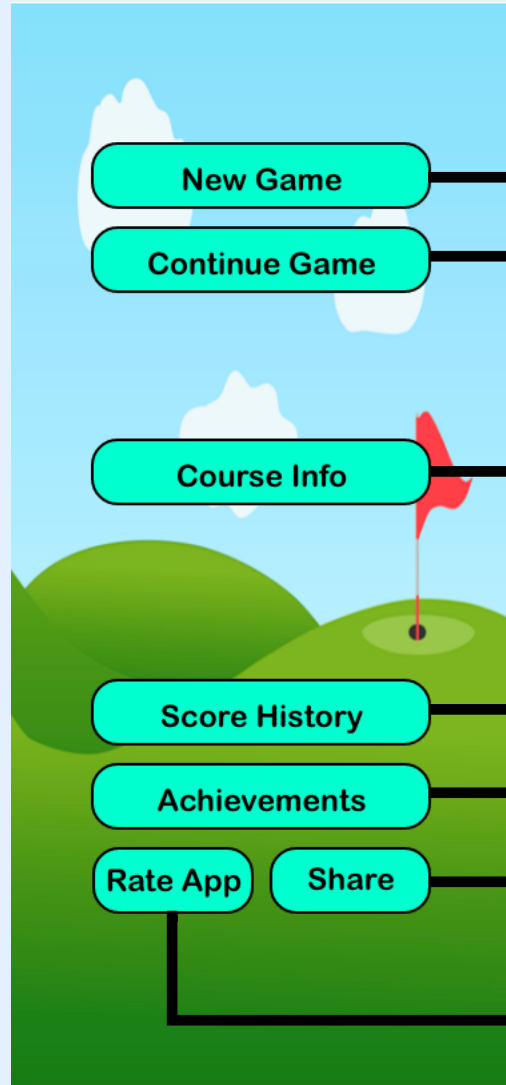 New Game
Continue Game
Course Info
Score History
Achievements
Rate App
Share